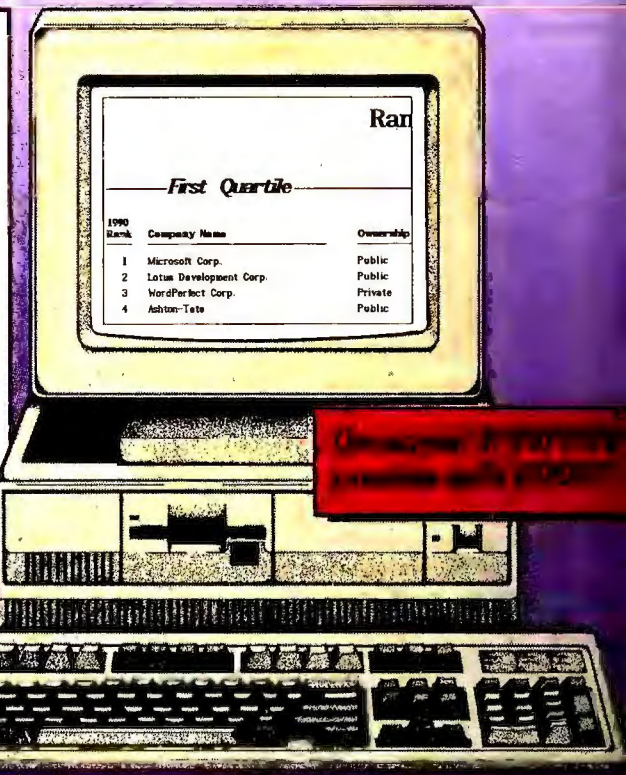 Ran
First Quartile
1990
Rank Company Name Ownership
1 Microsoft Corp. Public
2 Lotus Development Corp. Public
3 WordPerfect Corp. Private
4 Ashton-Tate Public